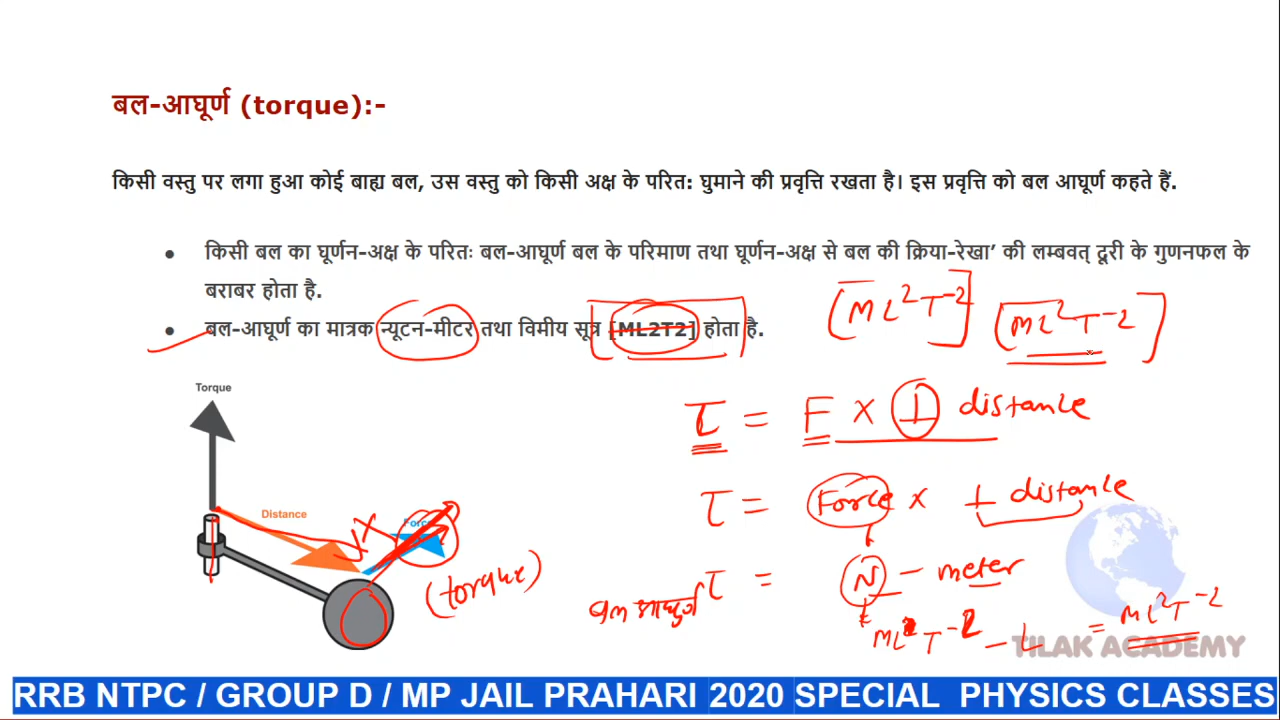 बल-आघूर्ण (torque):-
किसी वस्तु पर लगा हुआ कोई बाह्य बल, उस वस्तु को किसी अक्ष के परित: घुमाने की प्रवृत्ति रखता है। इस प्रवृत्ति को बल आघूर्ण कहते हैं.
• किसी बल का घूर्णन-अक्ष के परितः बल-आघूर्ण बल के परिमाण तथा घूर्णन-अक्ष से बल की क्रिया-रेखा’ की लम्बवत् दूरी के गुणनफल के
बराबर होता है.
[ML²T⁻²] [ML²T⁻²]
• बल-आघूर्ण का मात्रक न्यूटन-मीटर तथा विमीय सूत्र [ML2T2] होता है.
τ = F × ⊥ distance
Torque
τ = Force × ⊥ distance
Distance
Force
(torque)
बल आघूर्ण τ = N - meter
= ML²T⁻²
TILAK ACADEMY
RRB NTPC / GROUP D / MP JAIL PRAHARI 2020 SPECIAL PHYSICS CLASSES